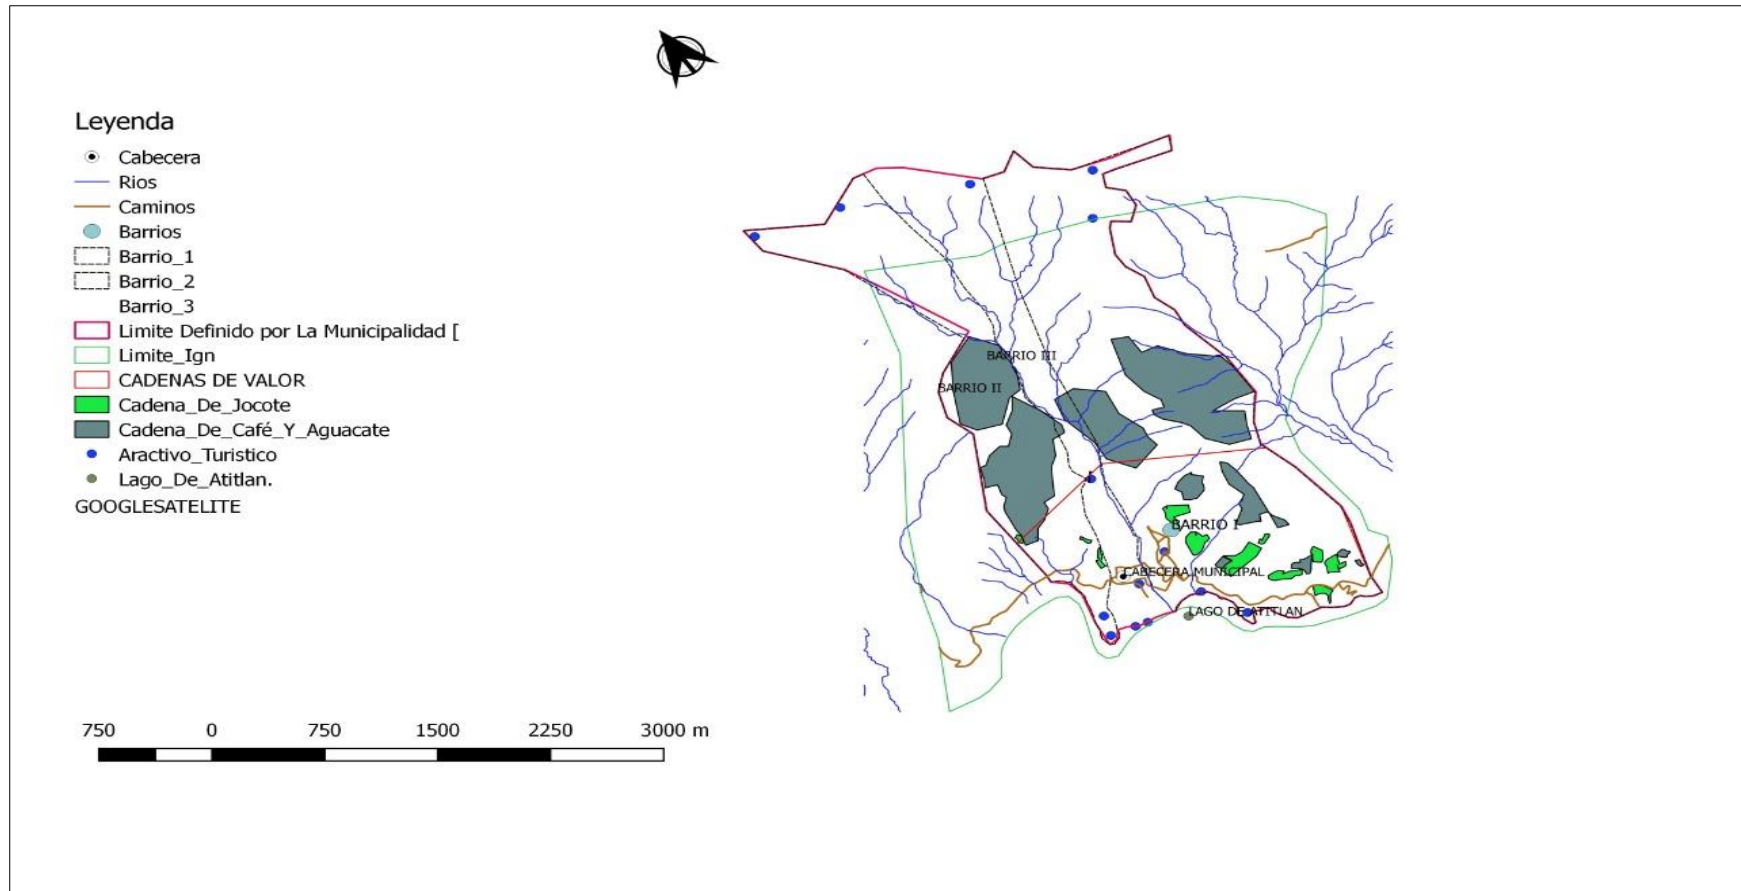 Leyenda
Cabecera
Rios
Caminos
Barrios
Barrio_1
Barrio_2
Barrio_3
Limite Definido por La Municipalidad [
Limite_Ign
CADENAS DE VALOR
Cadena_De_Jocote
Cadena_De_Café_Y_Aguacate
Aractivo_Turistico
Lago_De_Atitlan.
GOOGLESATELITE
BARRIO III
BARRIO II
BARRIO I
CABECERA MUNICIPAL
LAGO DE ATITLAN
750 0 750 1500 2250 3000 m